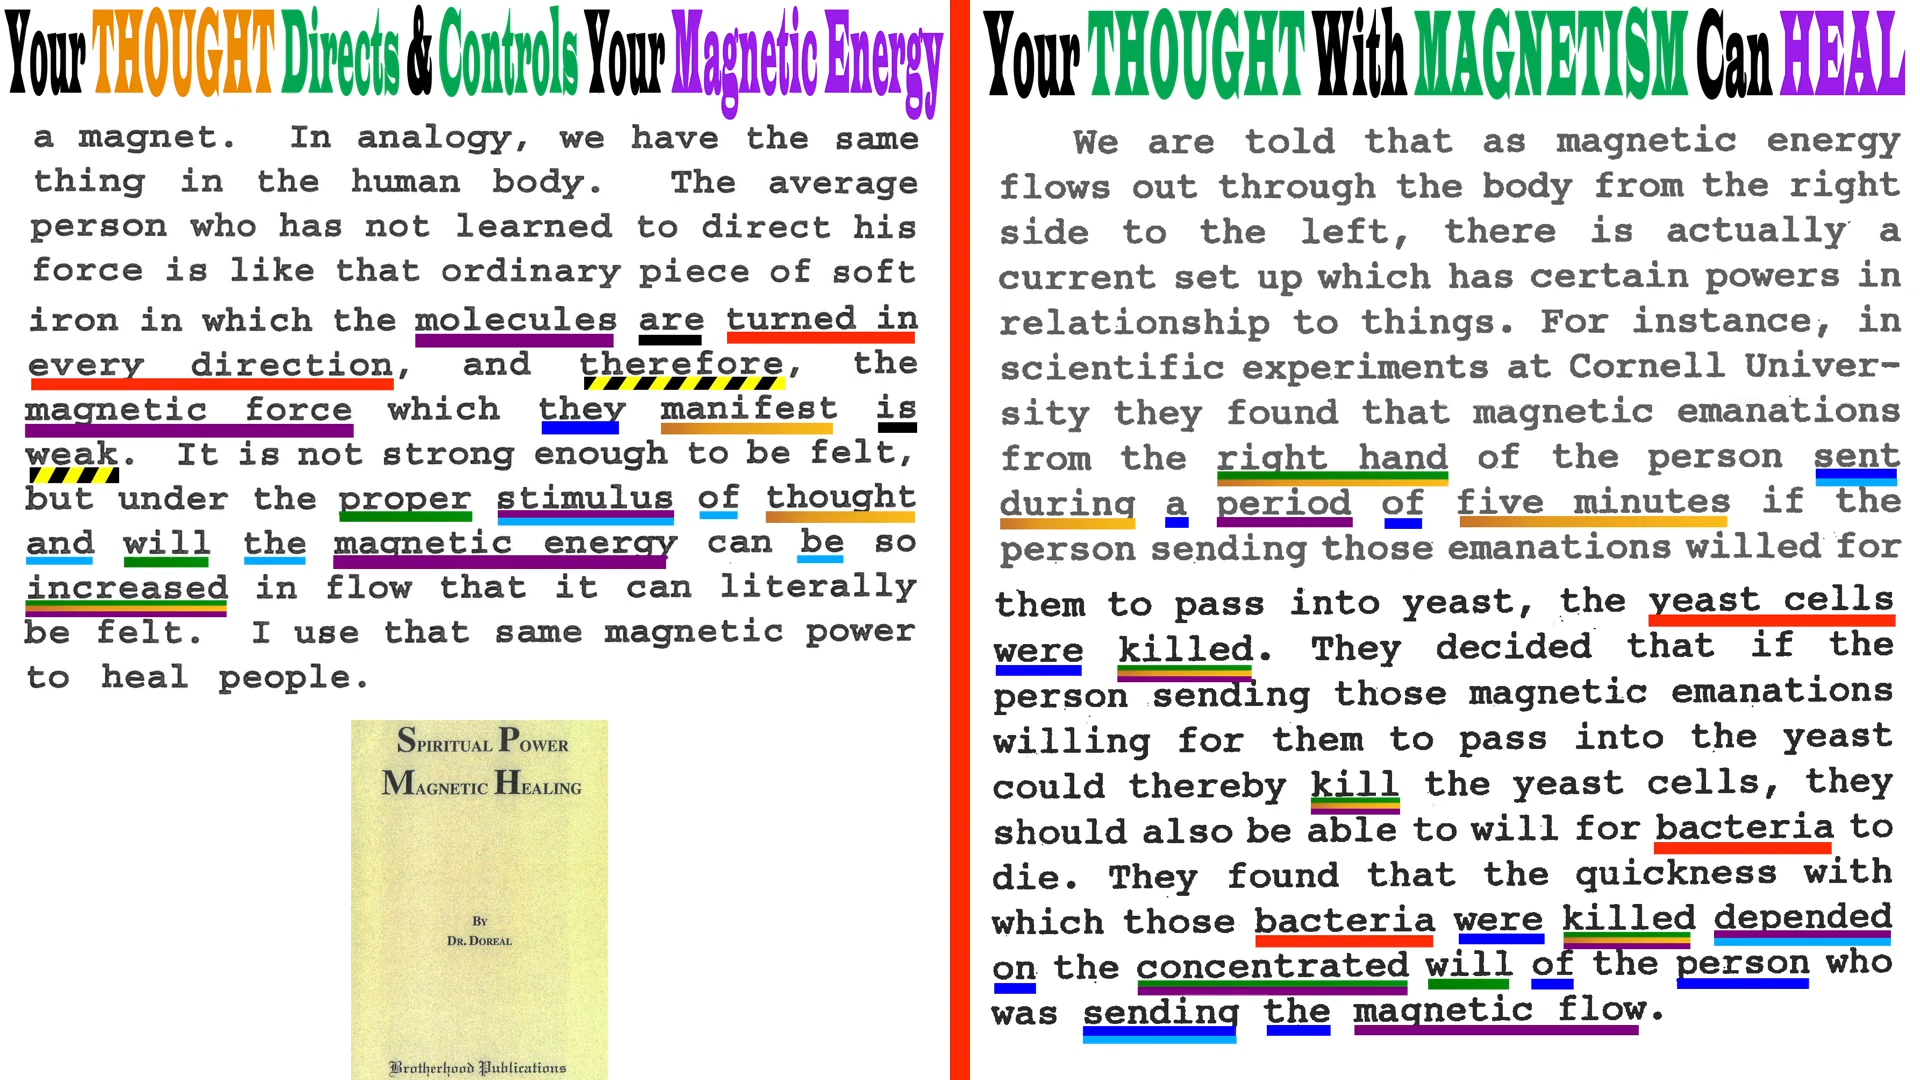 Your THOUGHT Directs & Controls Your Magnetic Energy
a magnet. In analogy, we have the same
thing in the human body. The average
person who has not learned to direct his
force is like that ordinary piece of soft
iron in which the molecules are turned in
every direction, and therefore, the
magnetic force which they manifest is
weak. It is not strong enough to be felt,
but under the proper stimulus of thought
and will the magnetic energy can be so
increased in flow that it can literally
be felt. I use that same magnetic power
to heal people.
SPIRITUAL POWER
MAGNETIC HEALING
BY
DR. DOREAL
Brotherhood Publications
Your THOUGHT With MAGNETISM Can HEAL
We are told that as magnetic energy
flows out through the body from the right
side to the left, there is actually a
current set up which has certain powers in
relationship to things. For instance, in
scientific experiments at Cornell Univer-
sity they found that magnetic emanations
from the right hand of the person sent
during a period of five minutes if the
person sending those emanations willed for
them to pass into yeast, the yeast cells
were killed. They decided that if the
person sending those magnetic emanations
willing for them to pass into the yeast
could thereby kill the yeast cells, they
should also be able to will for bacteria to
die. They found that the quickness with
which those bacteria were killed depended
on the concentrated will of the person who
was sending the magnetic flow.